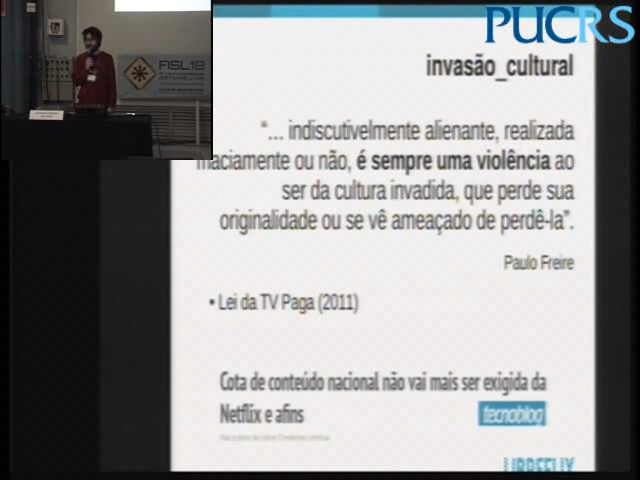 PUCRS
FISL18
invasão_cultural
“... indiscutivelmente alienante, realizada
maciamente ou não, é sempre uma violência ao
ser da cultura invadida, que perde sua
originalidade ou se vê ameaçado de perdê-la”.
Paulo Freire
• Lei da TV Paga (2011)
Cota de conteúdo nacional não vai mais ser exigida da
Netflix e afins
tecnoblog
LIBREFLIX